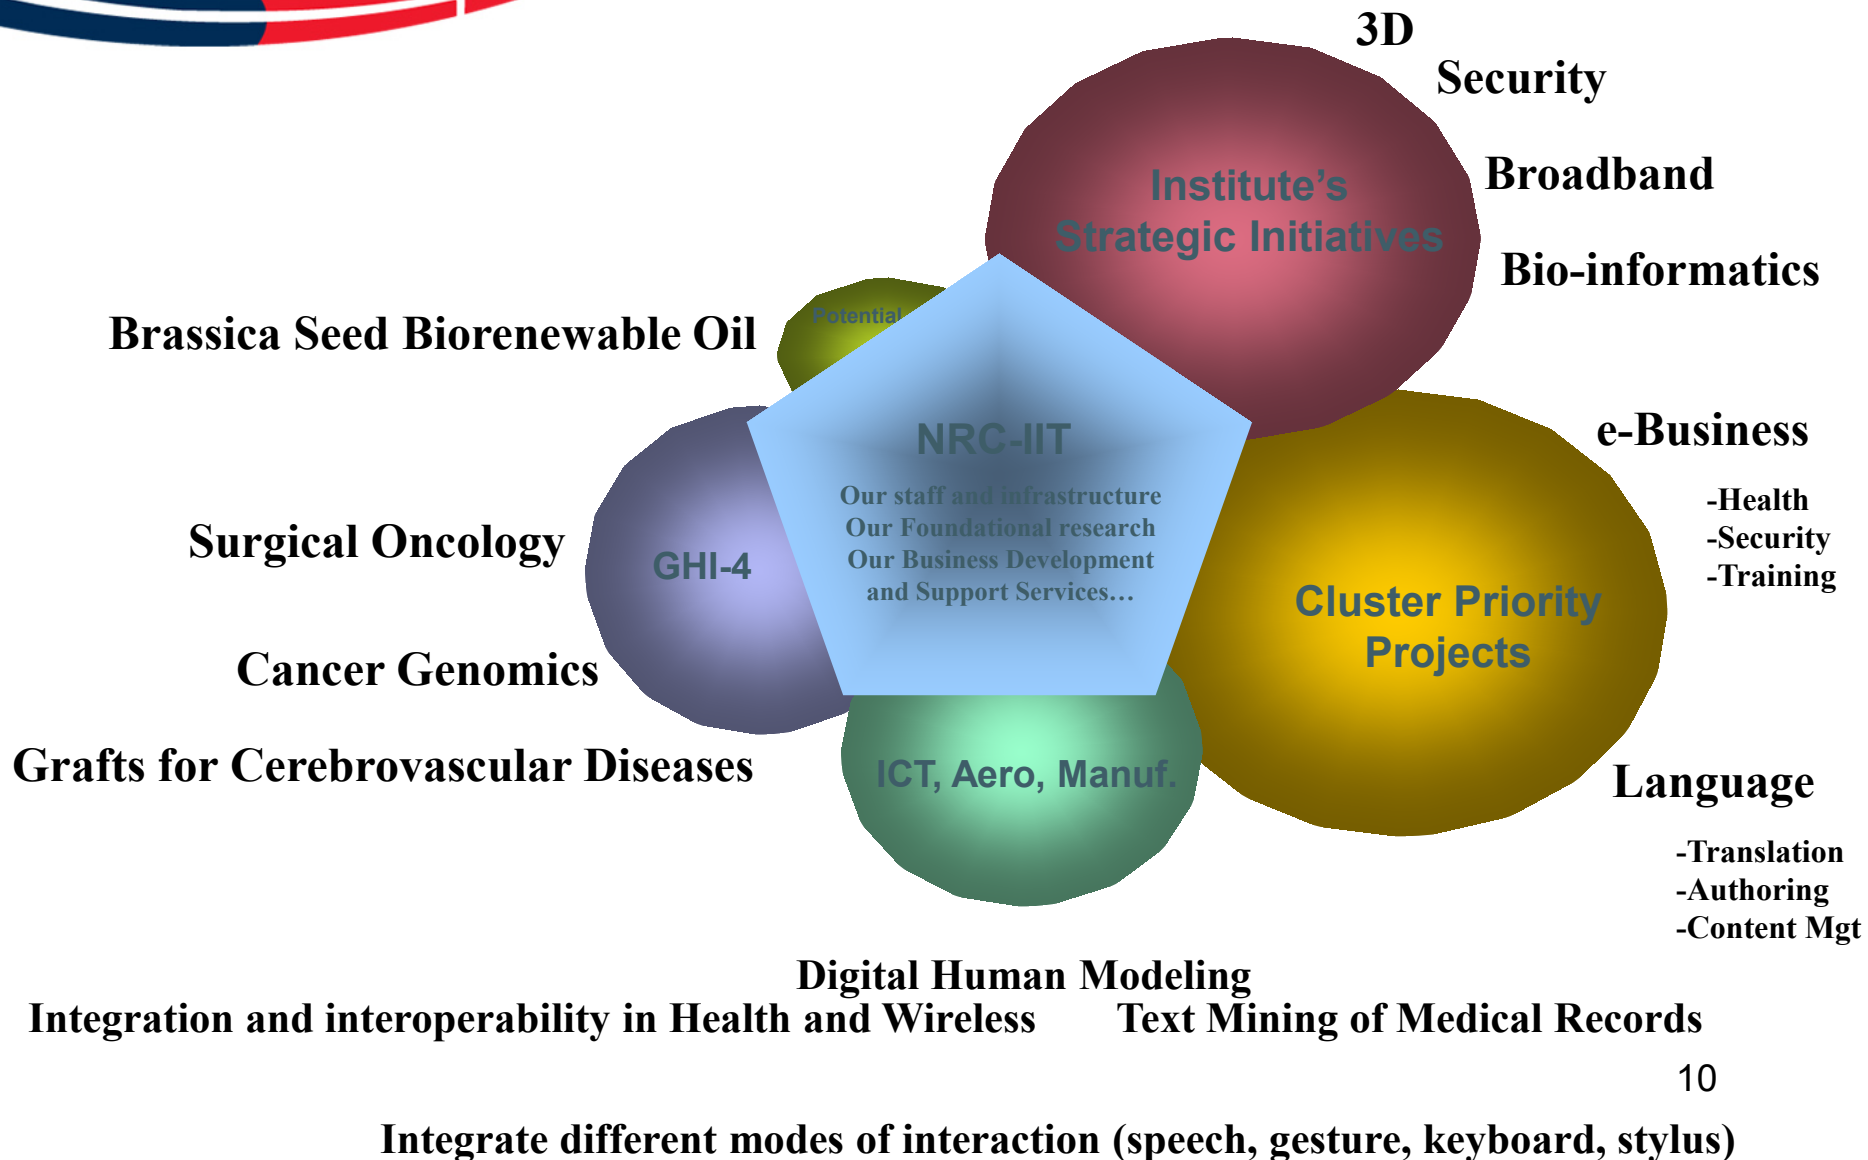 3D
Security
Broadband
Bio-informatics
Institute’s
Strategic Initiatives
Potential
Brassica Seed Biorenewable Oil
NRC-IIT
Our staff and infrastructure
Our Foundational research
Our Business Development
and Support Services…
e-Business
-Health
-Security
-Training
Surgical Oncology
GHI-4
Cluster Priority
Projects
Cancer Genomics
Grafts for Cerebrovascular Diseases
ICT, Aero, Manuf.
Language
-Translation
-Authoring
-Content Mgt
Digital Human Modeling
Integration and interoperability in Health and Wireless
Text Mining of Medical Records
10
Integrate different modes of interaction (speech, gesture, keyboard, stylus)